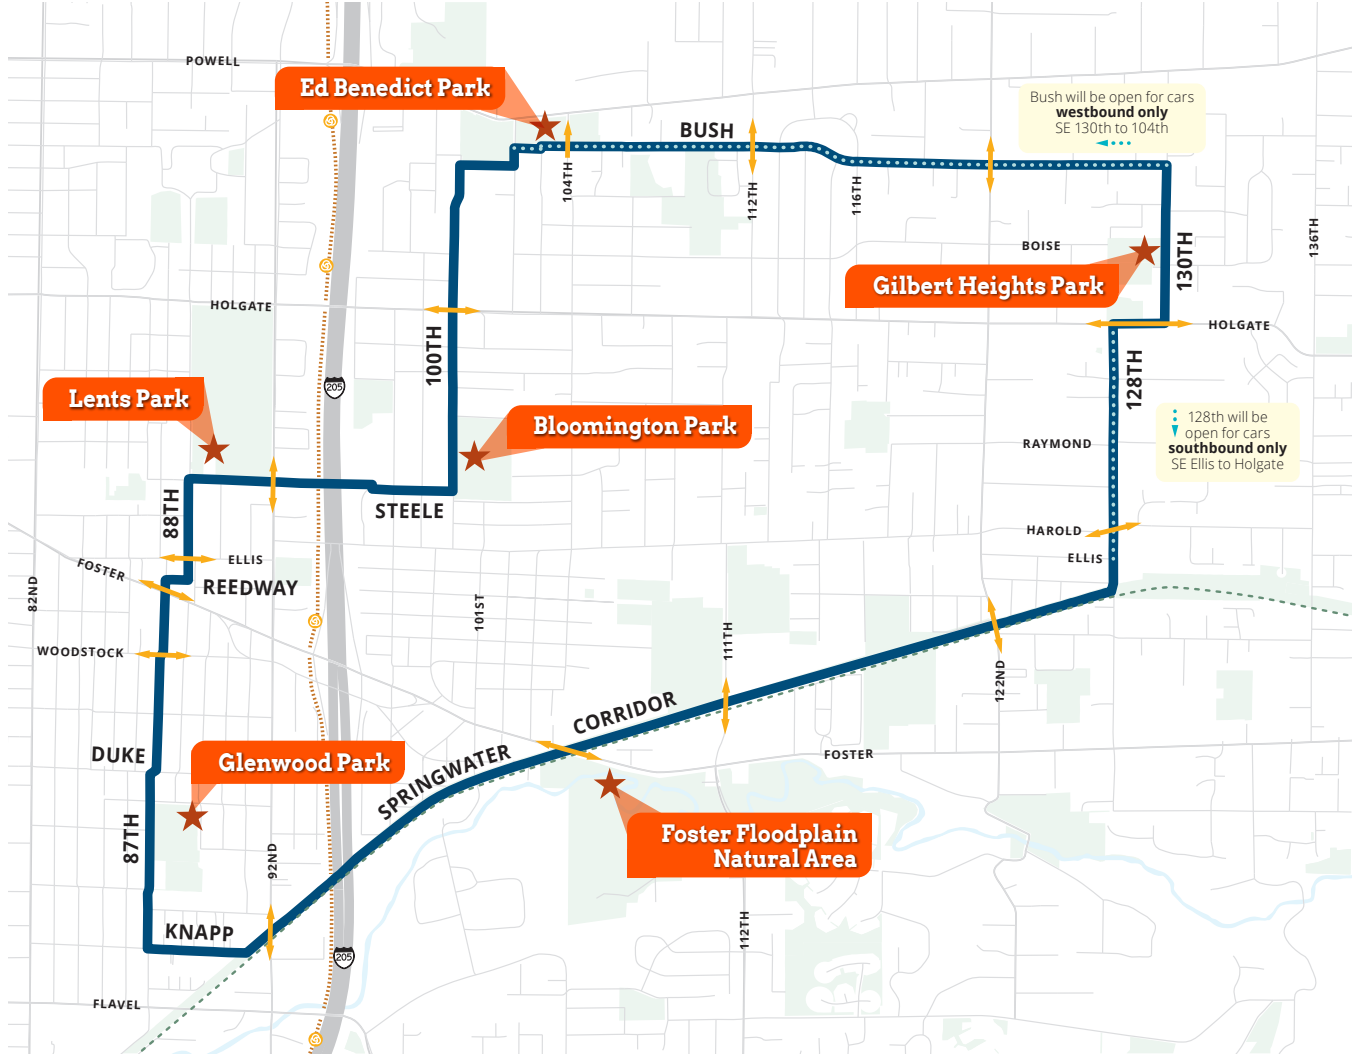 POWELL
Ed Benedict Park
BUSH
Bush will be open for cars
westbound only
SE 130th to 104th
104TH
112TH
116TH
BOISE
130TH
136TH
Gilbert Heights Park
HOLGATE
HOLGATE
100TH
128TH
205
Lents Park
Bloomington Park
128th will be
open for cars
southbound only
SE Ellis to Holgate
RAYMOND
88TH
STEELE
HAROLD
ELLIS
ELLIS
FOSTER
REEDWAY
82ND
101ST
111TH
WOODSTOCK
122ND
CORRIDOR
SPRINGWATER
DUKE
Glenwood Park
FOSTER
87TH
92ND
Foster Floodplain
Natural Area
KNAPP
112TH
205
FLAVEL